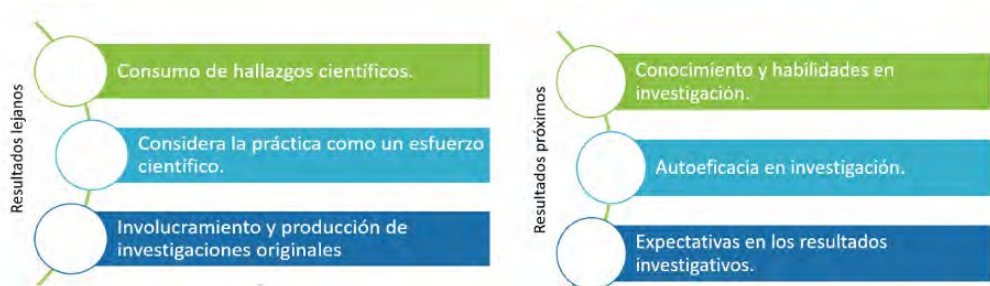 Resultados lejanos
Consumo de hallazgos científicos.
Considera la práctica como un esfuerzo
científico.
Involucramiento y producción de
investigaciones originales
Resultados próximos
Conocimiento y habilidades en
investigación.
Autoeficacia en investigación.
Expectativas en los resultados
investigativos.